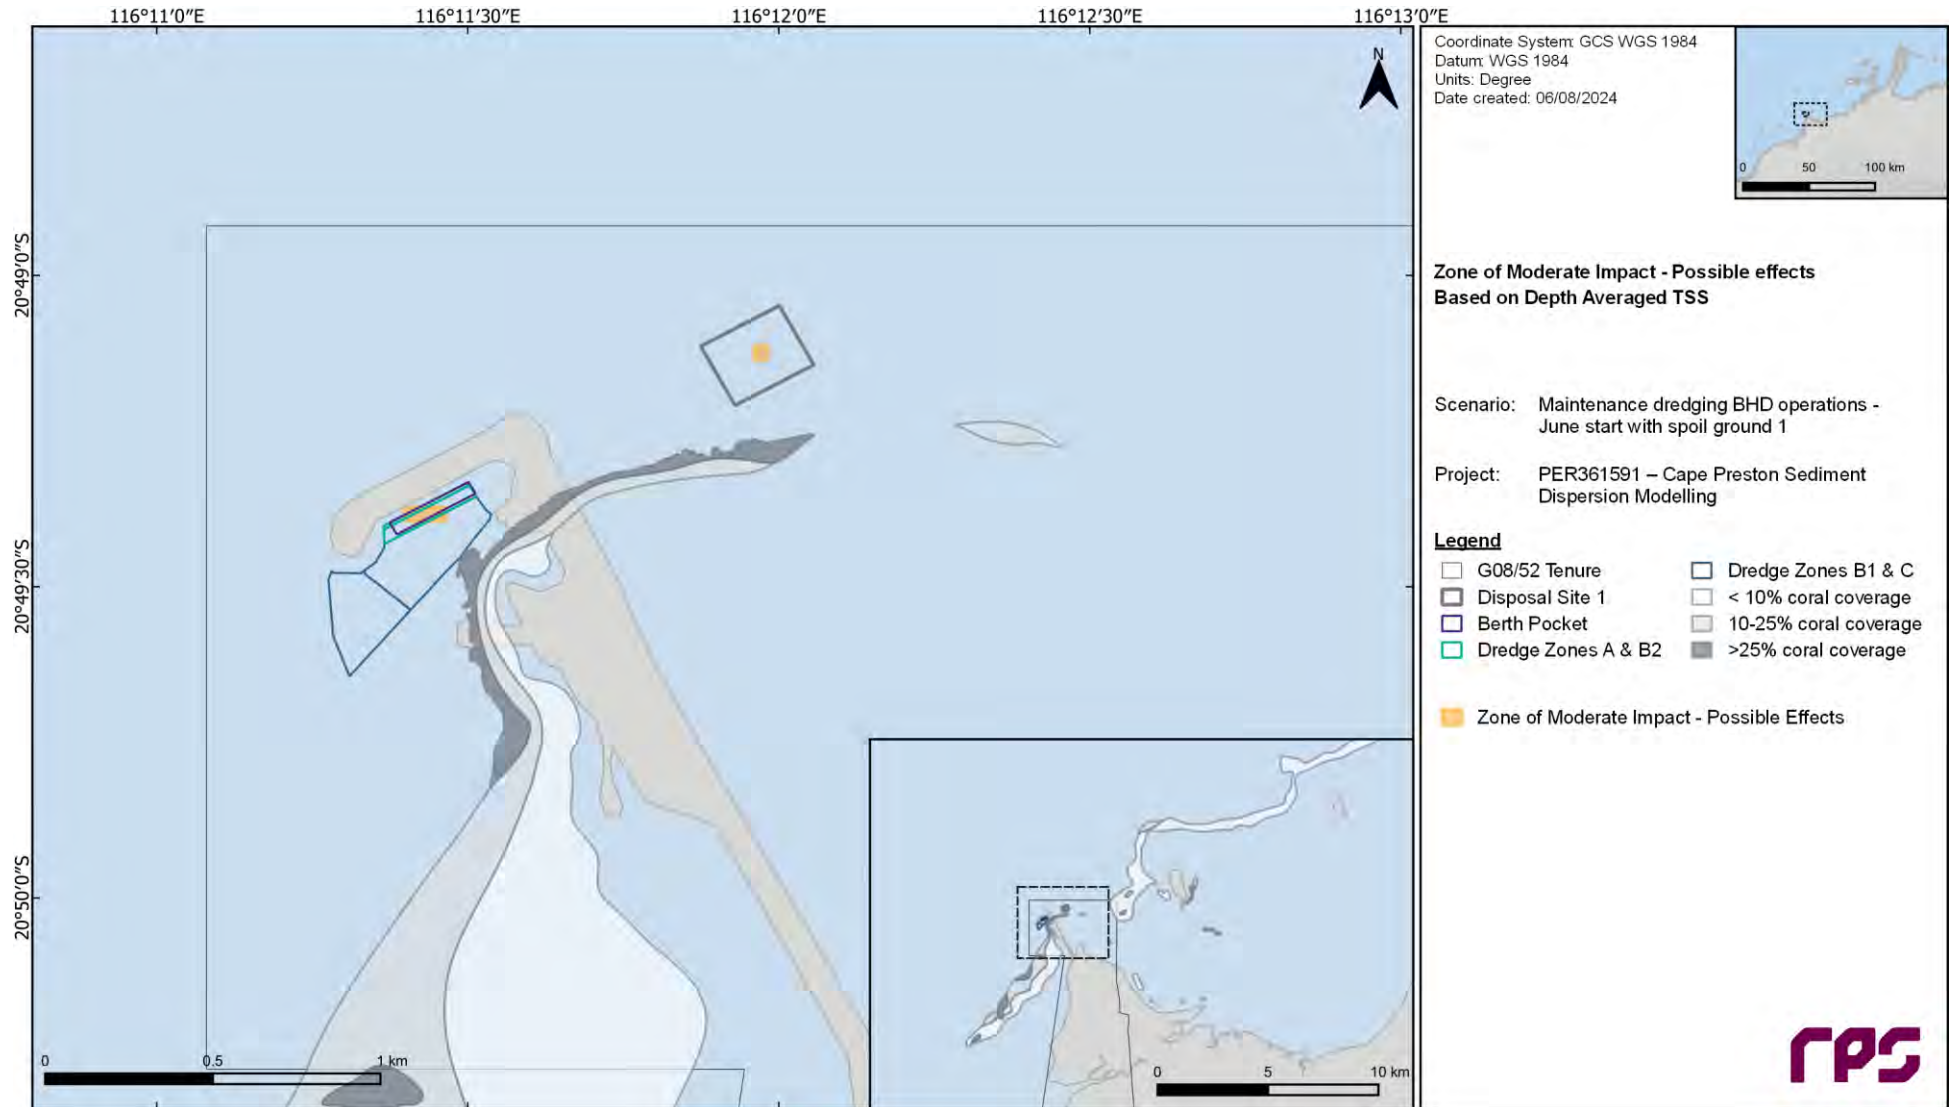 116°11'0"E
116°11'30"E
116°12'0"E
116°12'30"E
116°13'0"E
20°49'0"S
20°49'30"S
20°50'0"S
N
0 0.5 1 km
0 5 10 km
Coordinate System: GCS WGS 1984
Datum: WGS 1984
Units: Degree
Date created: 06/08/2024
0 50 100 km
Zone of Moderate Impact - Possible effects
Based on Depth Averaged TSS
Scenario: Maintenance dredging BHD operations -
June start with spoil ground 1
Project: PER361591 – Cape Preston Sediment
Dispersion Modelling
Legend
G08/52 Tenure
Disposal Site 1
Berth Pocket
Dredge Zones A & B2
Dredge Zones B1 & C
< 10% coral coverage
10-25% coral coverage
>25% coral coverage
Zone of Moderate Impact - Possible Effects
rps